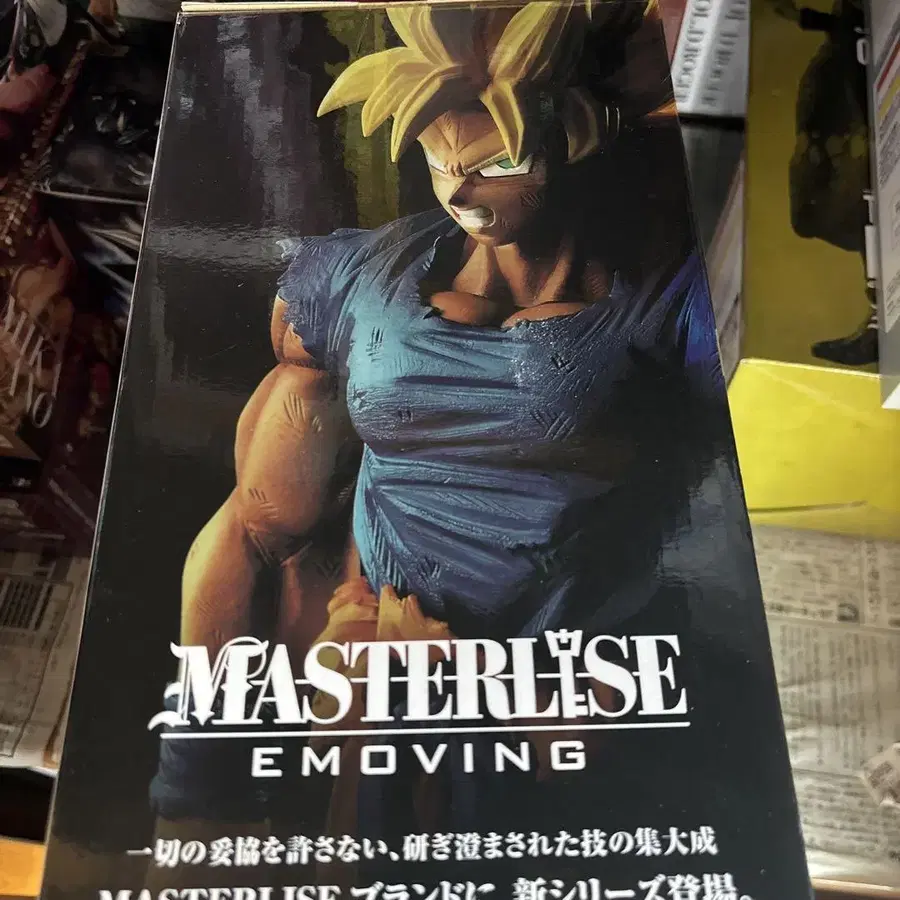 MASTERLISE
EMOVING
一切の妥協を許さない、研ぎ澄まされた技の集大成
MASTERLISE ブランドに、新シリーズ登場。